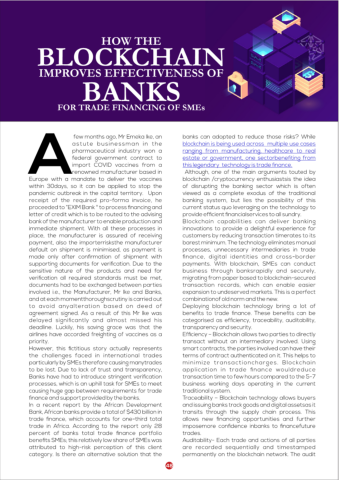 HOW THE
BLOCKCHAIN
IMPROVES EFFECTIVENESS OF
BANKS
FOR TRADE FINANCING OF SMEs
A few months ago, Mr Emeka Ike, an
astute businessman in the
pharmaceutical industry won a
federal government contract to
import COVID vaccines from a
renowned manufacturer based in
Europe with a mandate to deliver the vaccines
within 30days, so it can be applied to stop the
pandemic outbreak in the capital territory. Upon
receipt of the required pro-forma invoice, he
proceeded to "EXIM Bank" to process financing and
letter of credit which is to be routed to the advising
bank of the manufacturer to enable production and
immediate shipment. With all these processes in
place, the manufacturer is assured of receiving
payment, also the importer risk the manufacturer
default on shipment is minimised, as payment is
made only after confirmation of shipment with
supporting documents for verification. Due to the
sensitive nature of the products and need for
verification all required standards must be met,
documents had to be exchanged between parties
involved i.e., the Manufacturer, Mr Ike and Banks,
and at each moment thorough scrutiny is carried out
to avoid any alteration based on deed of
agreement signed. As a result of this Mr Ike was
delayed significantly and almost missed his
deadline. Luckily, his saving grace was that the
airlines have accorded freighting of vaccines as a
priority.
However, this fictitious story actually represents
the challenges faced in international trades
particularly by SMEs therefore causing many trades
to be lost. Due to lack of trust and transparency,
Banks have had to introduce stringent verification
processes, which is an uphill task for SMEs to meet
causing huge gap between requirements for trade
finance and support provided by the banks.
In a recent report by the African Development
Bank, African banks provide a total of $430 billion in
trade finance, which accounts for one-third total
trade in Africa. According to the report only 28
percent of banks total trade finance portfolio
benefits SMEs, this relatively low share of SMEs was
attributed to high-risk perception of this client
category. Is there an alternative solution that the
banks can adopted to reduce those risks? While
blockchain is being used across multiple use cases
ranging from manufacturing, healthcare to real
estate or government, one sector benefiting from
this legendary technology is trade finance.
Although, one of the main arguments touted by
blockchain /cryptocurrency enthusiasts is the idea
of disrupting the banking sector which is often
viewed as a complete exodus of the traditional
banking system, but lies the possibility of this
current status quo leveraging on the technology to
provide efficient financial services to all sundry.
Blockchain capabilities can deliver banking
innovations to provide a delightful experience for
customers by reducing transaction times rates to its
barest minimum. The technology eliminates manual
processes, unnecessary intermediaries in trade
finance, digital identities and cross-border
payments. With blockchain, SMEs can conduct
business through banks rapidly and securely,
migrating from paper based to blockchain secured
transaction records, which can enable easier
expansion to undeserved markets. This is a perfect
combination of old norm and the new.
Deploying blockchain technology bring a lot of
benefits to trade finance. These benefits can be
categorised as efficiency, traceability, auditability,
transparency and security.
Efficiency – Blockchain allows two parties to directly
transact without an intermediary involved. Using
smart contracts, the parties involved can have their
terms of contract authenticated on it. This helps to
minimize transaction charges. Blockchain
application in trade finance would reduce
transaction time to few hours compared to the 5-7
business working days operating in the current
traditional system.
Traceability – Blockchain technology allows buyers
and issuing banks track goods and digital assets as it
transits through the supply chain process. This
allows new financing opportunities and further
imposes more confidence in banks to finance future
trades.
Auditability- Each trade and actions of all parties
are recorded sequentially and timestamped
permanently on the blockchain network. The audit